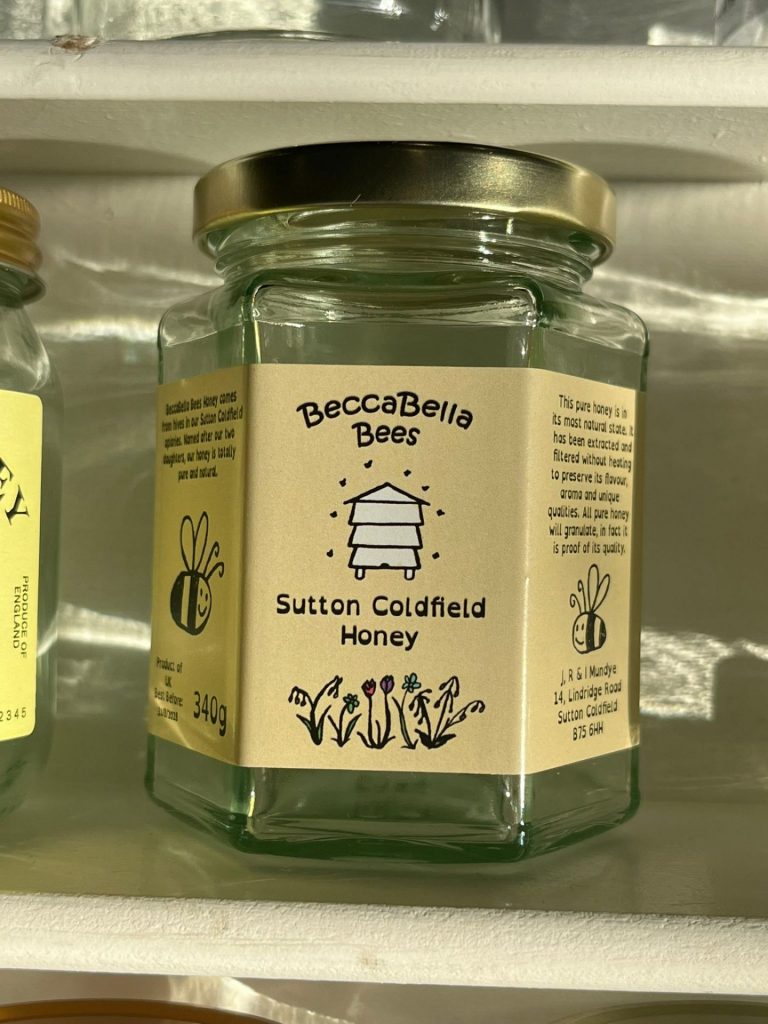 BeccaBella Bees Honey comes
from hives in our Sutton Coldfield
apiaries. Named after our two
daughters, our honey is totally
pure and natural.
Product of
UK
Best Before:
340g
BeccaBella
Bees
Sutton Coldfield
Honey
This pure honey is in
its most natural state. It
has been extracted and
filtered without heating
to preserve its flavour,
aroma and unique
qualities. All pure honey
will granulate, in fact it
is proof of its quality.
J, R & I Mundye
14, Lindridge Road
Sutton Coldfield
B75 6HH
EY
PRODUCE OF
ENGLAND
2345